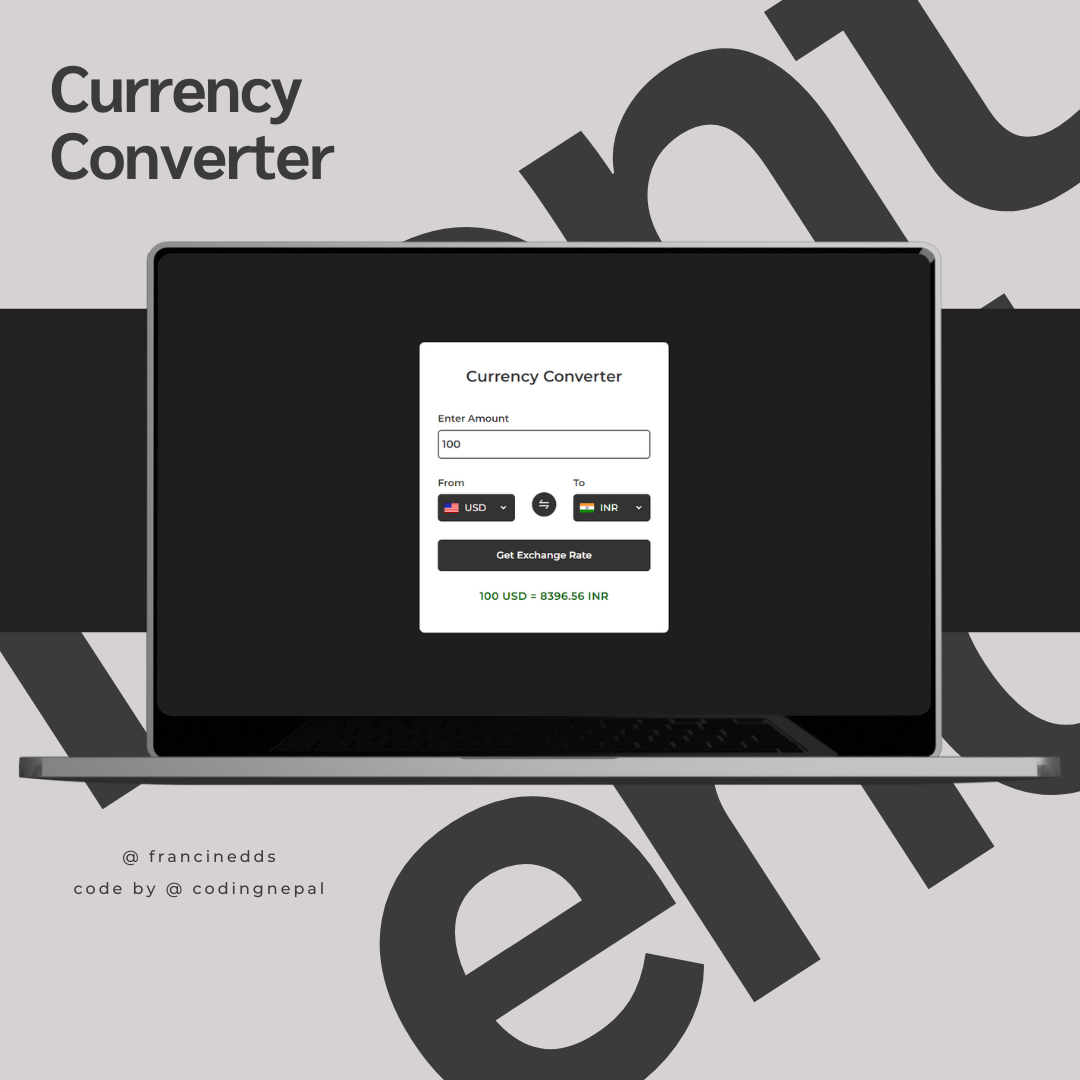 Currency
Converter
Currency Converter
Enter Amount
100
From
To
USD
INR
Get Exchange Rate
100 USD = 8396.56 INR
@ francinedds
code by @ codingnepal